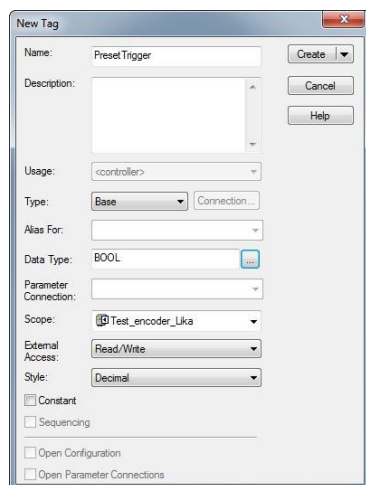 New Tag
Name: PresetTrigger Create
Description: Cancel
Help
Usage: <controller>
Type: Base Connection...
Alias For:
Data Type: BOOL ...
Parameter
Connection:
Scope: Test_encoder_Lika
External
Access: Read/Write
Style: Decimal
Constant
Sequencing
Open Configuration
Open Parameter Connections